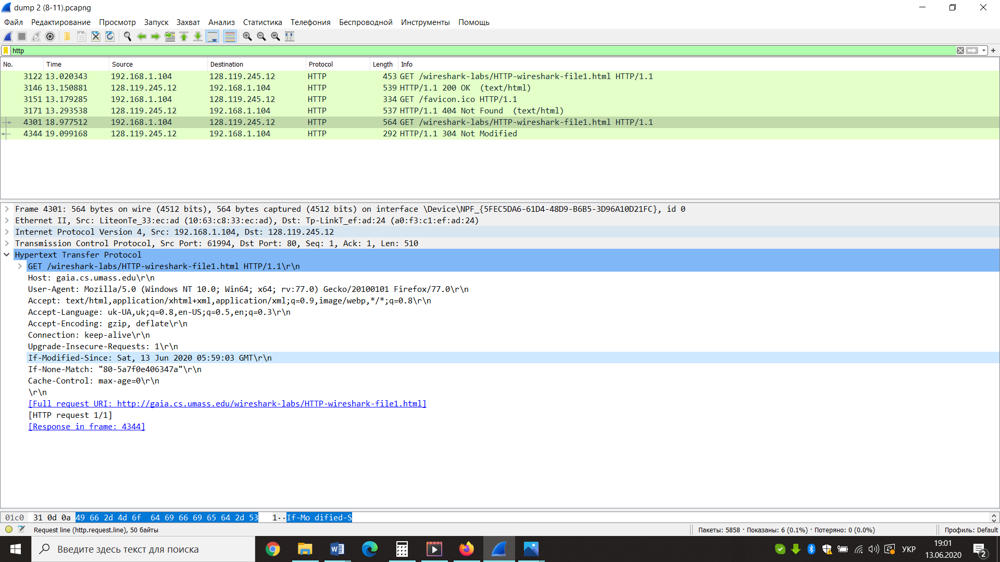 dump 2 (8-11).pcapng
Файл Редактирование Просмотр Запуск Захват Анализ Статистика Телефония Беспроводной Инструменты Помощь
http
No. Time Source Destination Protocol Length Info
3122 13.020343 192.168.1.104 128.119.245.12 HTTP 453 GET /wireshark-labs/HTTP-wireshark-file1.html HTTP/1.1
3146 13.150881 128.119.245.12 192.168.1.104 HTTP 539 HTTP/1.1 200 OK (text/html)
3151 13.179285 192.168.1.104 128.119.245.12 HTTP 334 GET /favicon.ico HTTP/1.1
3171 13.293538 128.119.245.12 192.168.1.104 HTTP 537 HTTP/1.1 404 Not Found (text/html)
4301 18.977512 192.168.1.104 128.119.245.12 HTTP 564 GET /wireshark-labs/HTTP-wireshark-file1.html HTTP/1.1
4344 19.099168 128.119.245.12 192.168.1.104 HTTP 292 HTTP/1.1 304 Not Modified
Frame 4301: 564 bytes on wire (4512 bits), 564 bytes captured (4512 bits) on interface \Device\NPF_{5FEC5DA6-61D4-48D9-B6B5-3D96A10D21FC}, id 0
Ethernet II, Src: LiteonTe_33:ec:ad (10:63:c8:33:ec:ad), Dst: Tp-LinkT_ef:ad:24 (a0:f3:c1:ef:ad:24)
Internet Protocol Version 4, Src: 192.168.1.104, Dst: 128.119.245.12
Transmission Control Protocol, Src Port: 61994, Dst Port: 80, Seq: 1, Ack: 1, Len: 510
Hypertext Transfer Protocol
GET /wireshark-labs/HTTP-wireshark-file1.html HTTP/1.1\r\n
Host: gaia.cs.umass.edu\r\n
User-Agent: Mozilla/5.0 (Windows NT 10.0; Win64; x64; rv:77.0) Gecko/20100101 Firefox/77.0\r\n
Accept: text/html,application/xhtml+xml,application/xml;q=0.9,image/webp,*/*;q=0.8\r\n
Accept-Language: uk-UA,uk;q=0.8,en-US;q=0.5,en;q=0.3\r\n
Accept-Encoding: gzip, deflate\r\n
Connection: keep-alive\r\n
Upgrade-Insecure-Requests: 1\r\n
If-Modified-Since: Sat, 13 Jun 2020 05:59:03 GMT\r\n
If-None-Match: "80-5a7f0e406347a"\r\n
Cache-Control: max-age=0\r\n
\r\n
[Full request URI: http://gaia.cs.umass.edu/wireshark-labs/HTTP-wireshark-file1.html]
[HTTP request 1/1]
[Response in frame: 4344]
01c0 31 0d 0a 49 66 2d 4d 6f 64 69 66 69 65 64 2d 53 1··If-Mo dified-S
Request line (http.request.line), 50 байты Пакеты: 5858 · Показаны: 6 (0.1%) · Потеряно: 0 (0.0%) Профиль: Default
Введите здесь текст для поиска
УКР
19:01
13.06.2020
2